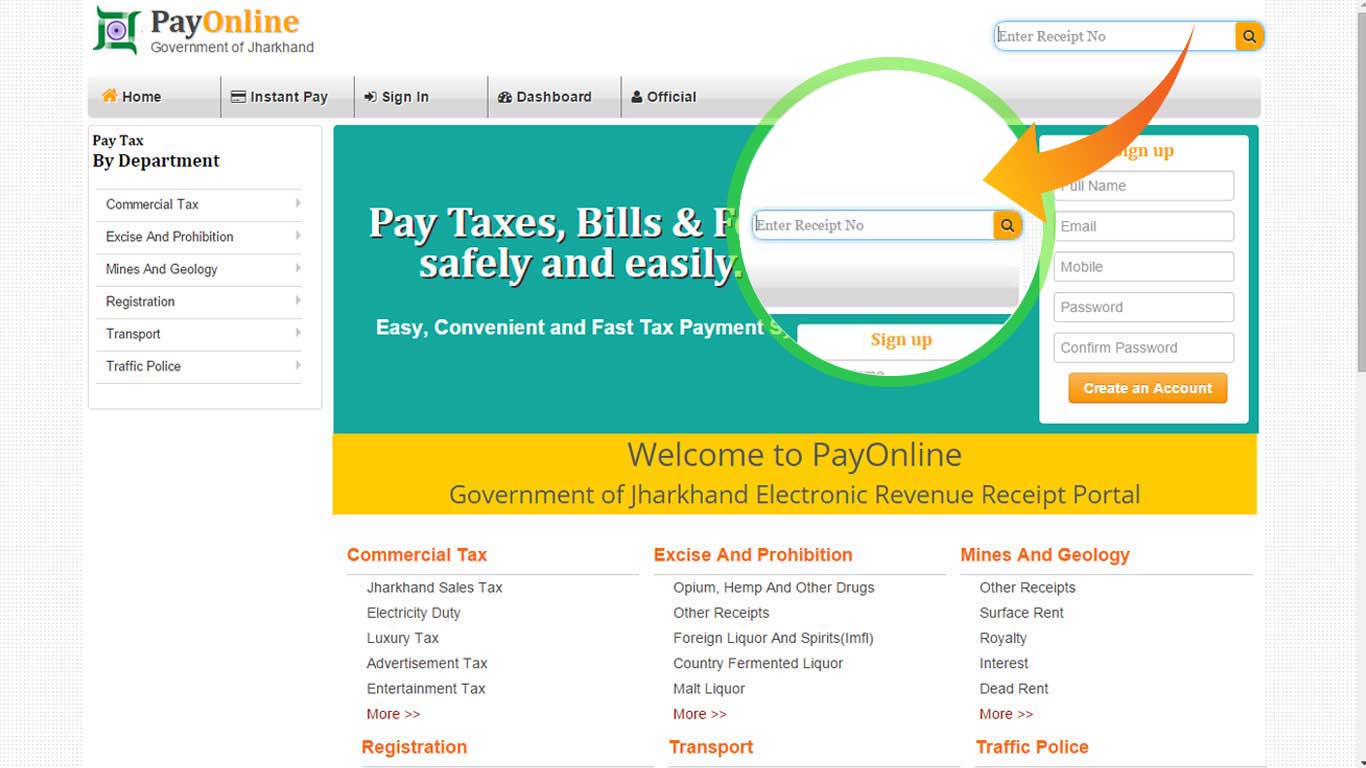 PayOnline
Government of Jharkhand
Enter Receipt No
Home
Instant Pay
Sign In
Dashboard
Official
Pay Tax
By Department
Commercial Tax
Excise And Prohibition
Mines And Geology
Registration
Transport
Traffic Police
Pay Taxes, Bills & F
safely and easily.
Easy, Convenient and Fast Tax Payment S
Enter Receipt No
Sign up
ign up
Full Name
Email
Mobile
Password
Confirm Password
Create an Account
Welcome to PayOnline
Government of Jharkhand Electronic Revenue Receipt Portal
Commercial Tax
Jharkhand Sales Tax
Electricity Duty
Luxury Tax
Advertisement Tax
Entertainment Tax
More >>
Excise And Prohibition
Opium, Hemp And Other Drugs
Other Receipts
Foreign Liquor And Spirits(Imfl)
Country Fermented Liquor
Malt Liquor
More >>
Mines And Geology
Other Receipts
Surface Rent
Royalty
Interest
Dead Rent
More >>
Registration
Transport
Traffic Police